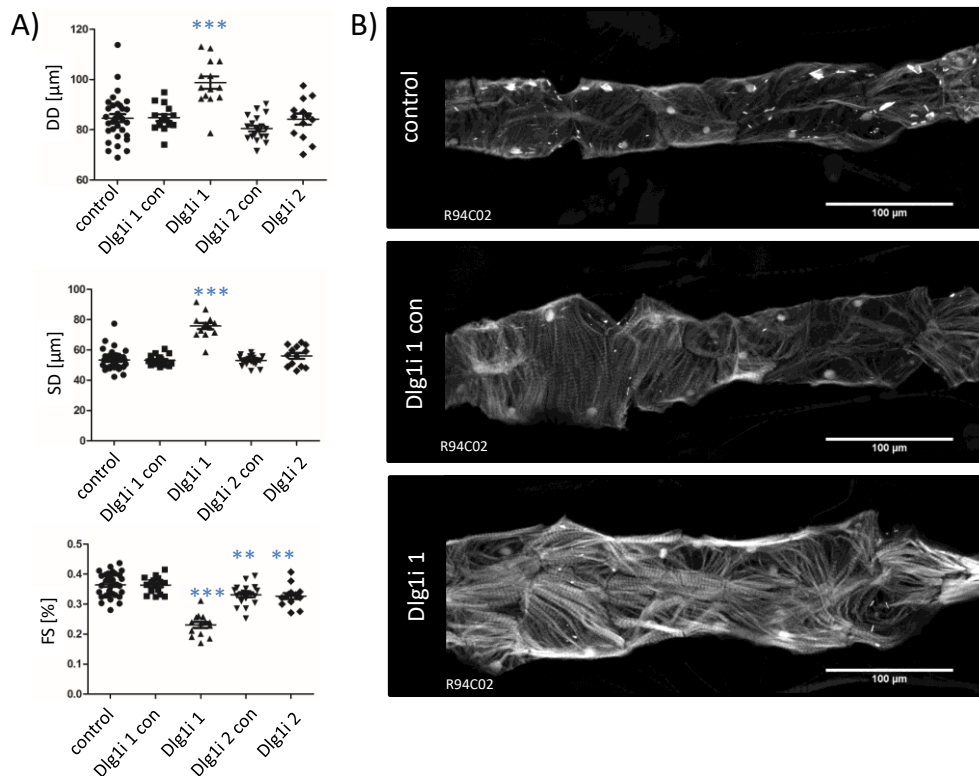 A)
DD [µm]
120
100
80
60
***
control
Dlg1i 1 con
Dlg1i 1
Dlg1i 2 con
Dlg1i 2
SD [µm]
100
80
60
40
20
0
***
control
Dlg1i 1 con
Dlg1i 1
Dlg1i 2 con
Dlg1i 2
FS [%]
0.5
0.4
0.3
0.2
0.1
0.0
***
**
**
control
Dlg1i 1 con
Dlg1i 1
Dlg1i 2 con
Dlg1i 2
B)
control
R94C02
100 µm
Dlg1i 1 con
R94C02
100 µm
Dlg1i 1
R94C02
100 µm